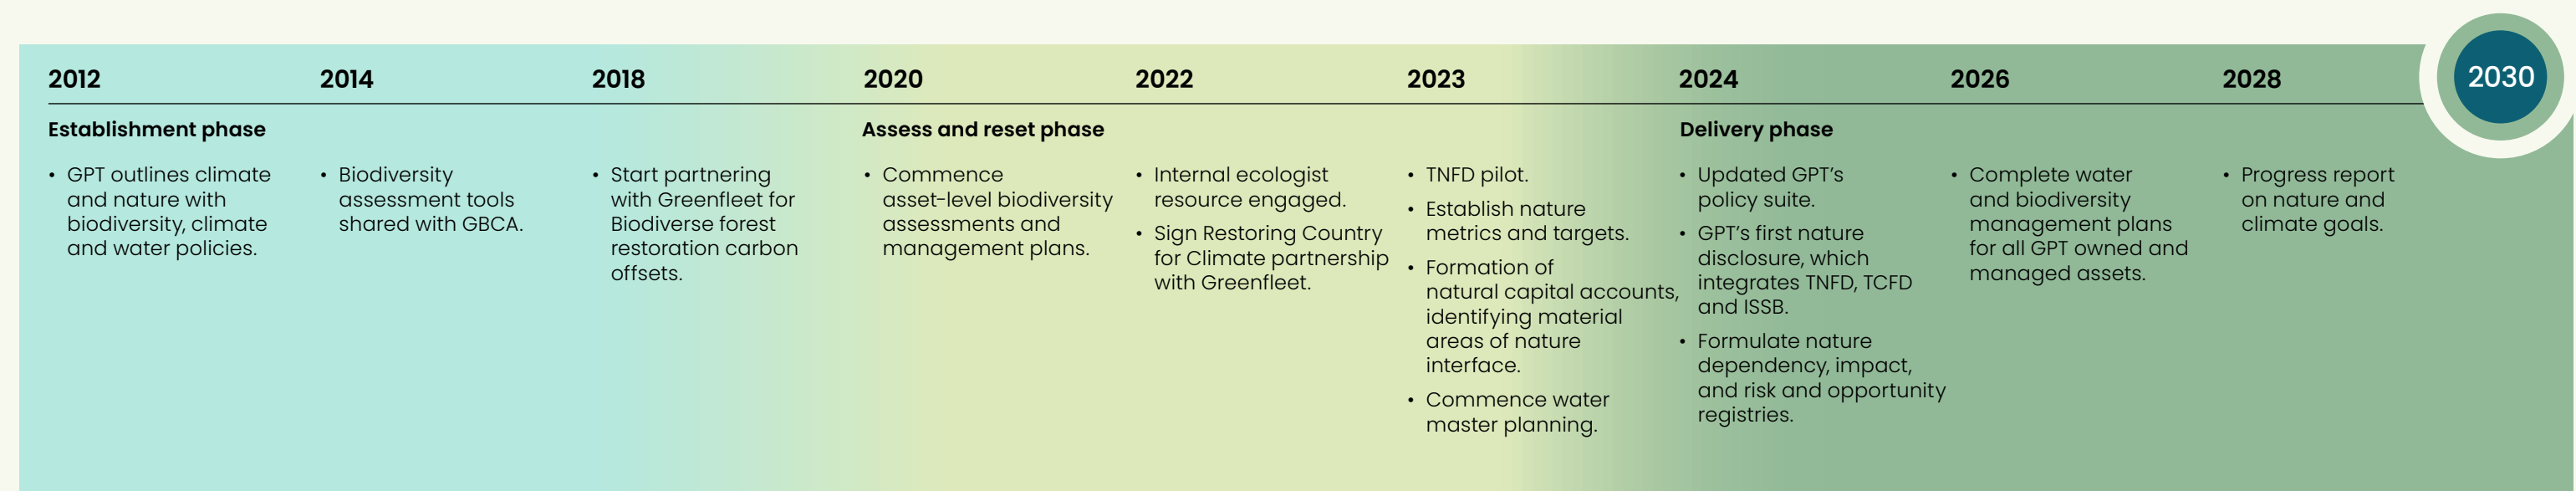 2012
Establishment phase
• GPT outlines climate
and nature with
biodiversity, climate
and water policies.
2014
• Biodiversity
assessment tools
shared with GBCA.
2018
• Start partnering
with Greenfleet for
Biodiverse forest
restoration carbon
offsets.
2020
Assess and reset phase
• Commence
asset-level biodiversity
assessments and
management plans.
2022
• Internal ecologist
resource engaged.
• Sign Restoring Country
for Climate partnership
with Greenfleet.
2023
• TNFD pilot.
• Establish nature
metrics and targets.
• Formation of
natural capital accounts,
identifying material
areas of nature
interface.
• Commence water
master planning.
2024
Delivery phase
• Updated GPT’s
policy suite.
• GPT’s first nature
disclosure, which
integrates TNFD, TCFD
and ISSB.
• Formulate nature
dependency, impact,
and risk and opportunity
registries.
2026
• Complete water
and biodiversity
management plans
for all GPT owned and
managed assets.
2028
• Progress report
on nature and
climate goals.
2030